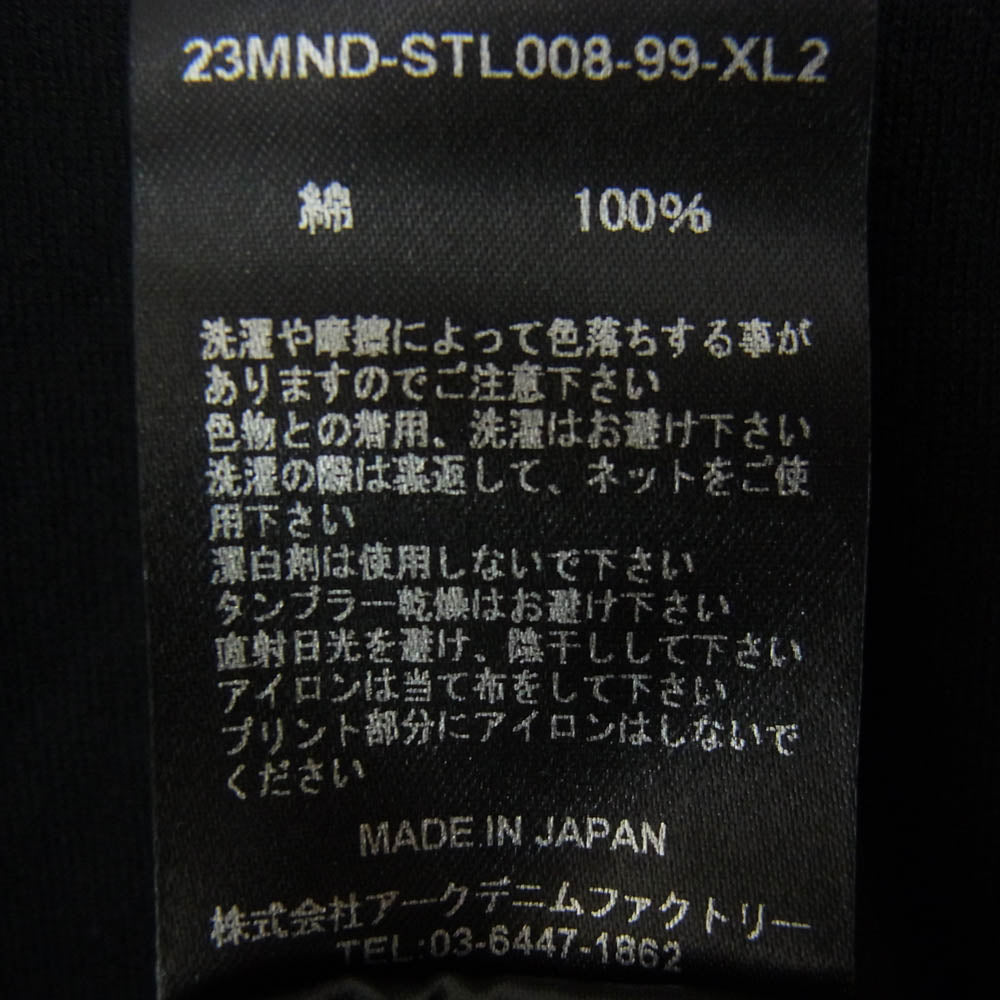 23MND-STL008-99-XL2
綿 100%
洗濯や摩擦によって色落ちする事が
ありますのでご注意下さい
色物との着用、洗濯はお避け下さい
洗濯の際は裏返して、ネットをご使
用下さい
漂白剤は使用しないで下さい
タンブラー乾燥はお避け下さい
直射日光を避け、陰干しして下さい
アイロンは当て布をして下さい
プリント部分にアイロンはしないで
ください
MADE IN JAPAN
株式会社アークデニムファクトリー
TEL:03-6447-1862